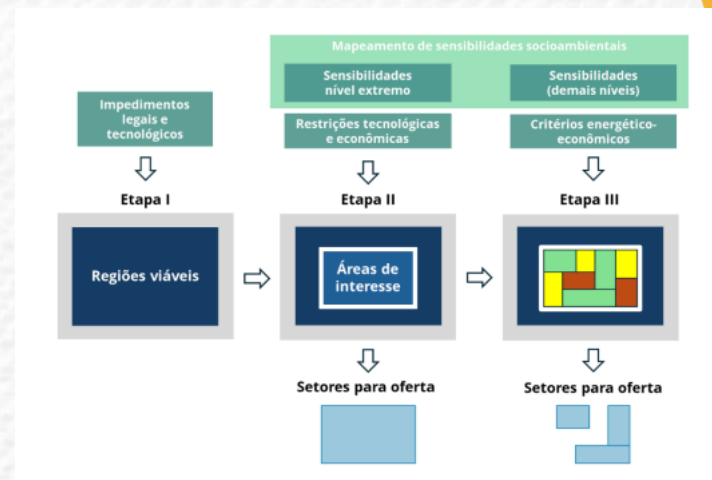 Mapeamento de sensibilidades socioambientais
Sensibilidades
nível extremo
Sensibilidades
(demais níveis)
Impedimentos
legais e
tecnológicos
Restrições tecnológicas
e econômicas
Critérios energético-
econômicos
Etapa I
Etapa II
Etapa III
Regiões viáveis
Áreas de
interesse
Setores para oferta
Setores para oferta